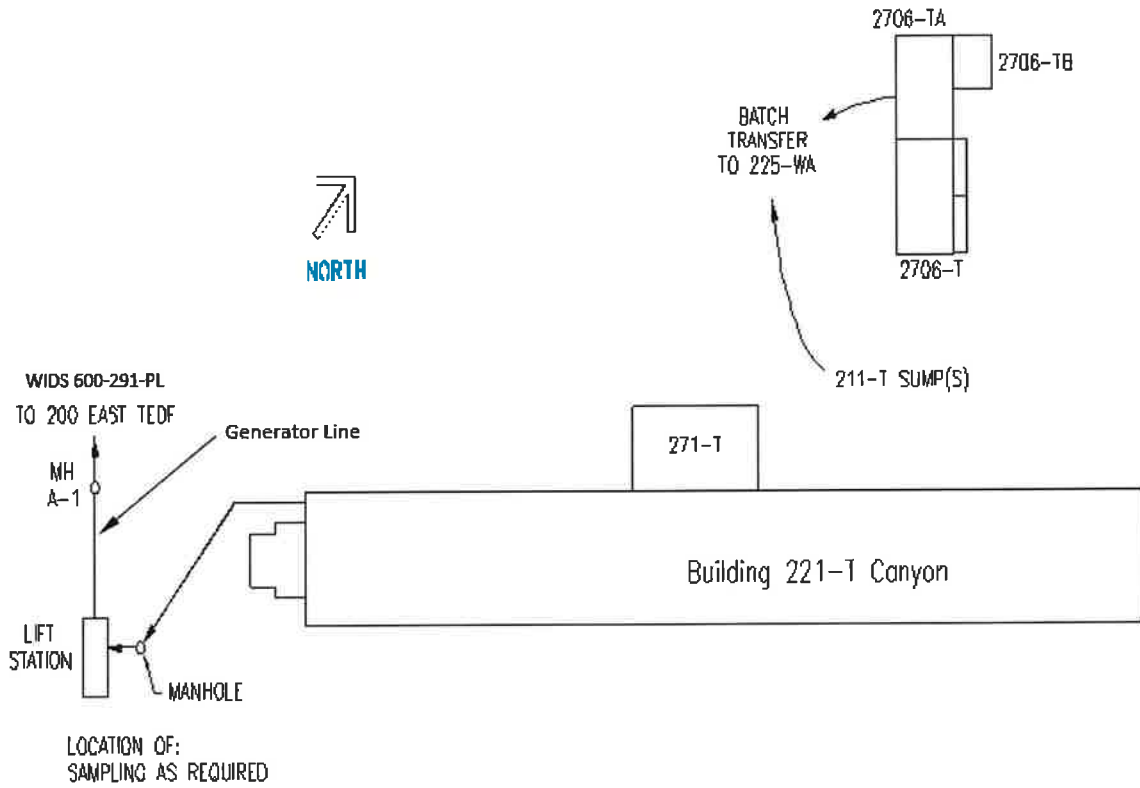 2706-TA
2706-TB
BATCH
TRANSFER
TO 225-WA
NORTH
2706-T
211-T SUMP(S)
WIDS 600-291-PL
TO 200 EAST TEDF
Generator Line
MH
A-1
271-T
Building 221-T Canyon
LIFT
STATION
MANHOLE
LOCATION OF:
SAMPLING AS REQUIRED